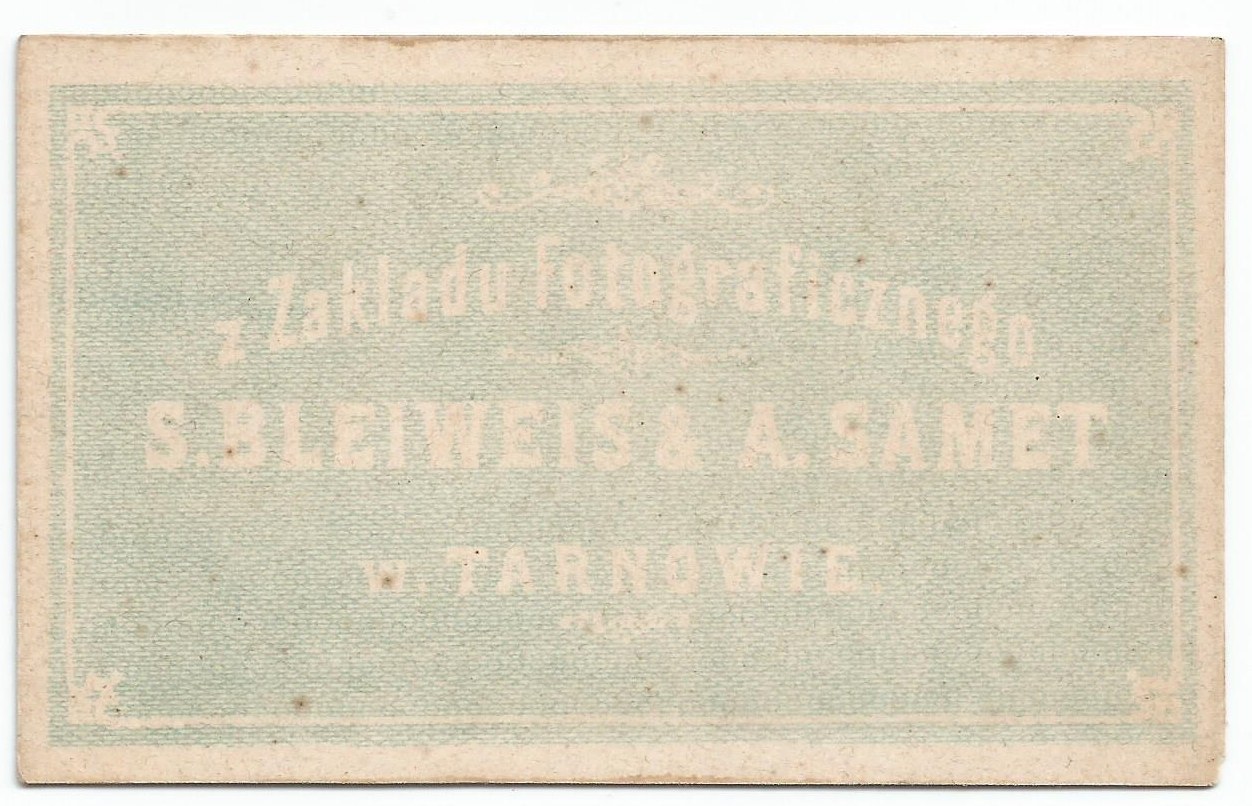 z Zakladu Fotograficznego
S. BLEIWEIS & A. SAMET
w. TARNOWIE.